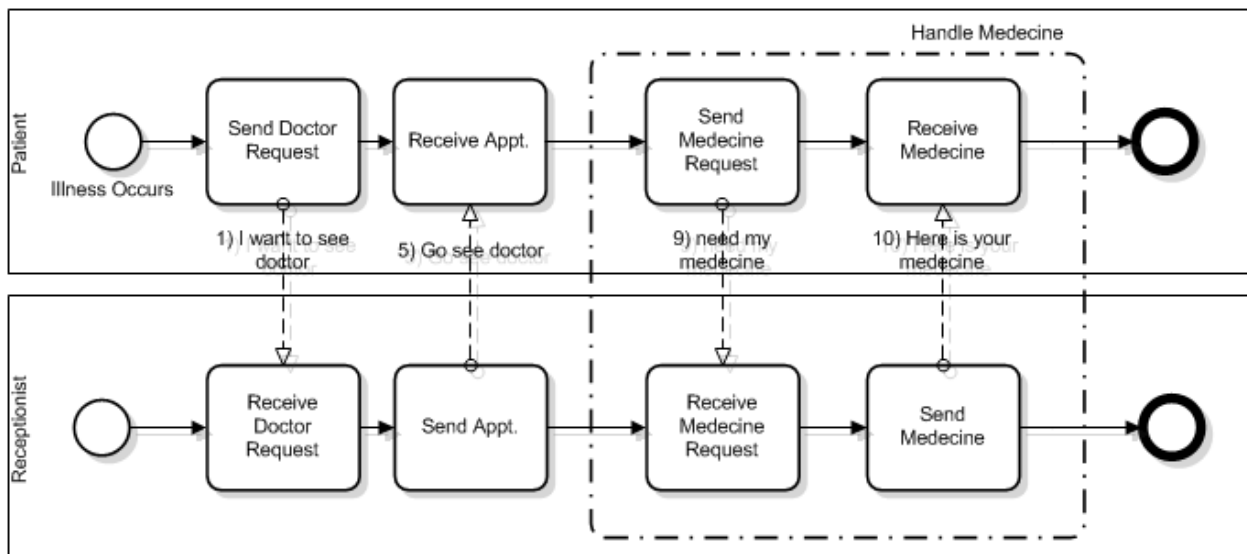 Handle Medecine
Patient
Illness Occurs
Send Doctor
Request
Receive Appt.
Send
Medecine
Request
Receive
Medecine
1) I want to see
doctor
5) Go see doctor
9) need my
medecine
10) Here is your
medecine
Receptionist
Receive
Doctor
Request
Send Appt.
Receive
Medecine
Request
Send
Medecine